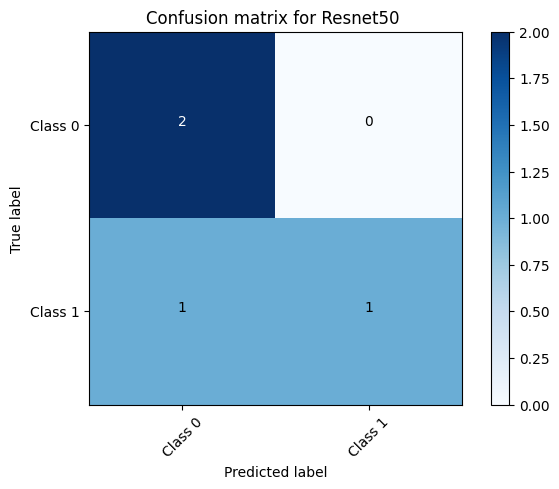 Confusion matrix for Resnet50
True label
Class 0
Class 1
2
0
1
1
Class 0
Class 1
Predicted label
2.00
1.75
1.50
1.25
1.00
0.75
0.50
0.25
0.00